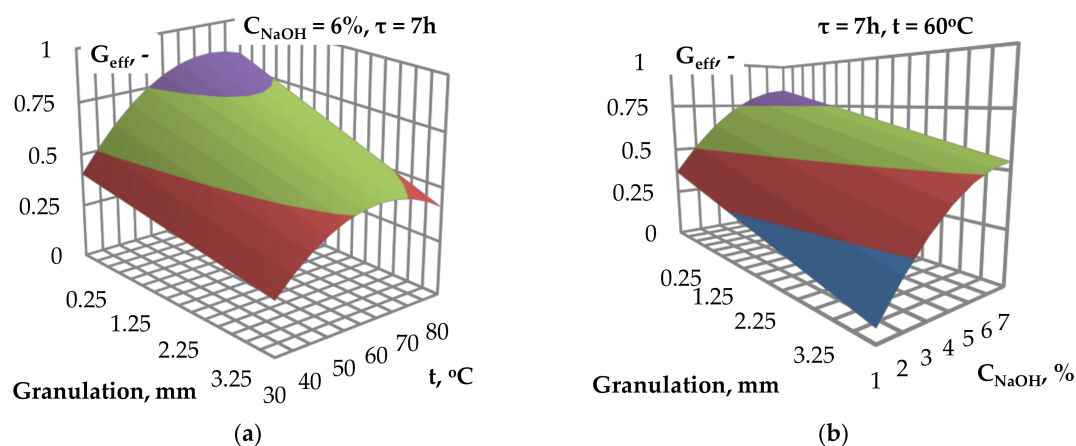 C_NaOH = 6%, τ = 7h
G_eff, -
1
0.75
0.5
0.25
0
0.25
1.25
2.25
3.25
Granulation, mm
30 40 50 60 70 80
t, °C
(a)
τ = 7h, t = 60°C
G_eff, -
1
0.75
0.5
0.25
0
0.25
1.25
2.25
3.25
Granulation, mm
1 2 3 4 5 6 7
C_NaOH, %
(b)